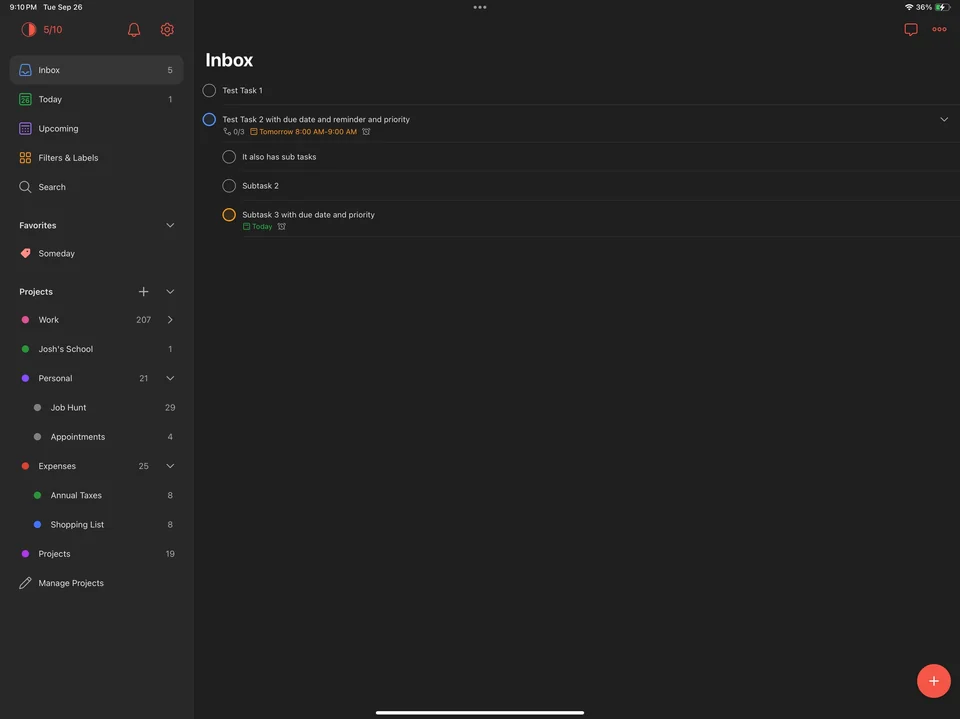 9:10 PM Tue Sep 26
36%
5/10
Inbox 5
26 Today 1
Upcoming
Filters & Labels
Search
Favorites
Someday
Projects
Work 207
Josh's School 1
Personal 21
Job Hunt 29
Appointments 4
Expenses 25
Annual Taxes 8
Shopping List 8
Projects 19
Manage Projects
Inbox
Test Task 1
Test Task 2 with due date and reminder and priority
0/3 Tomorrow 8:00 AM-9:00 AM
It also has sub tasks
Subtask 2
Subtask 3 with due date and priority
Today